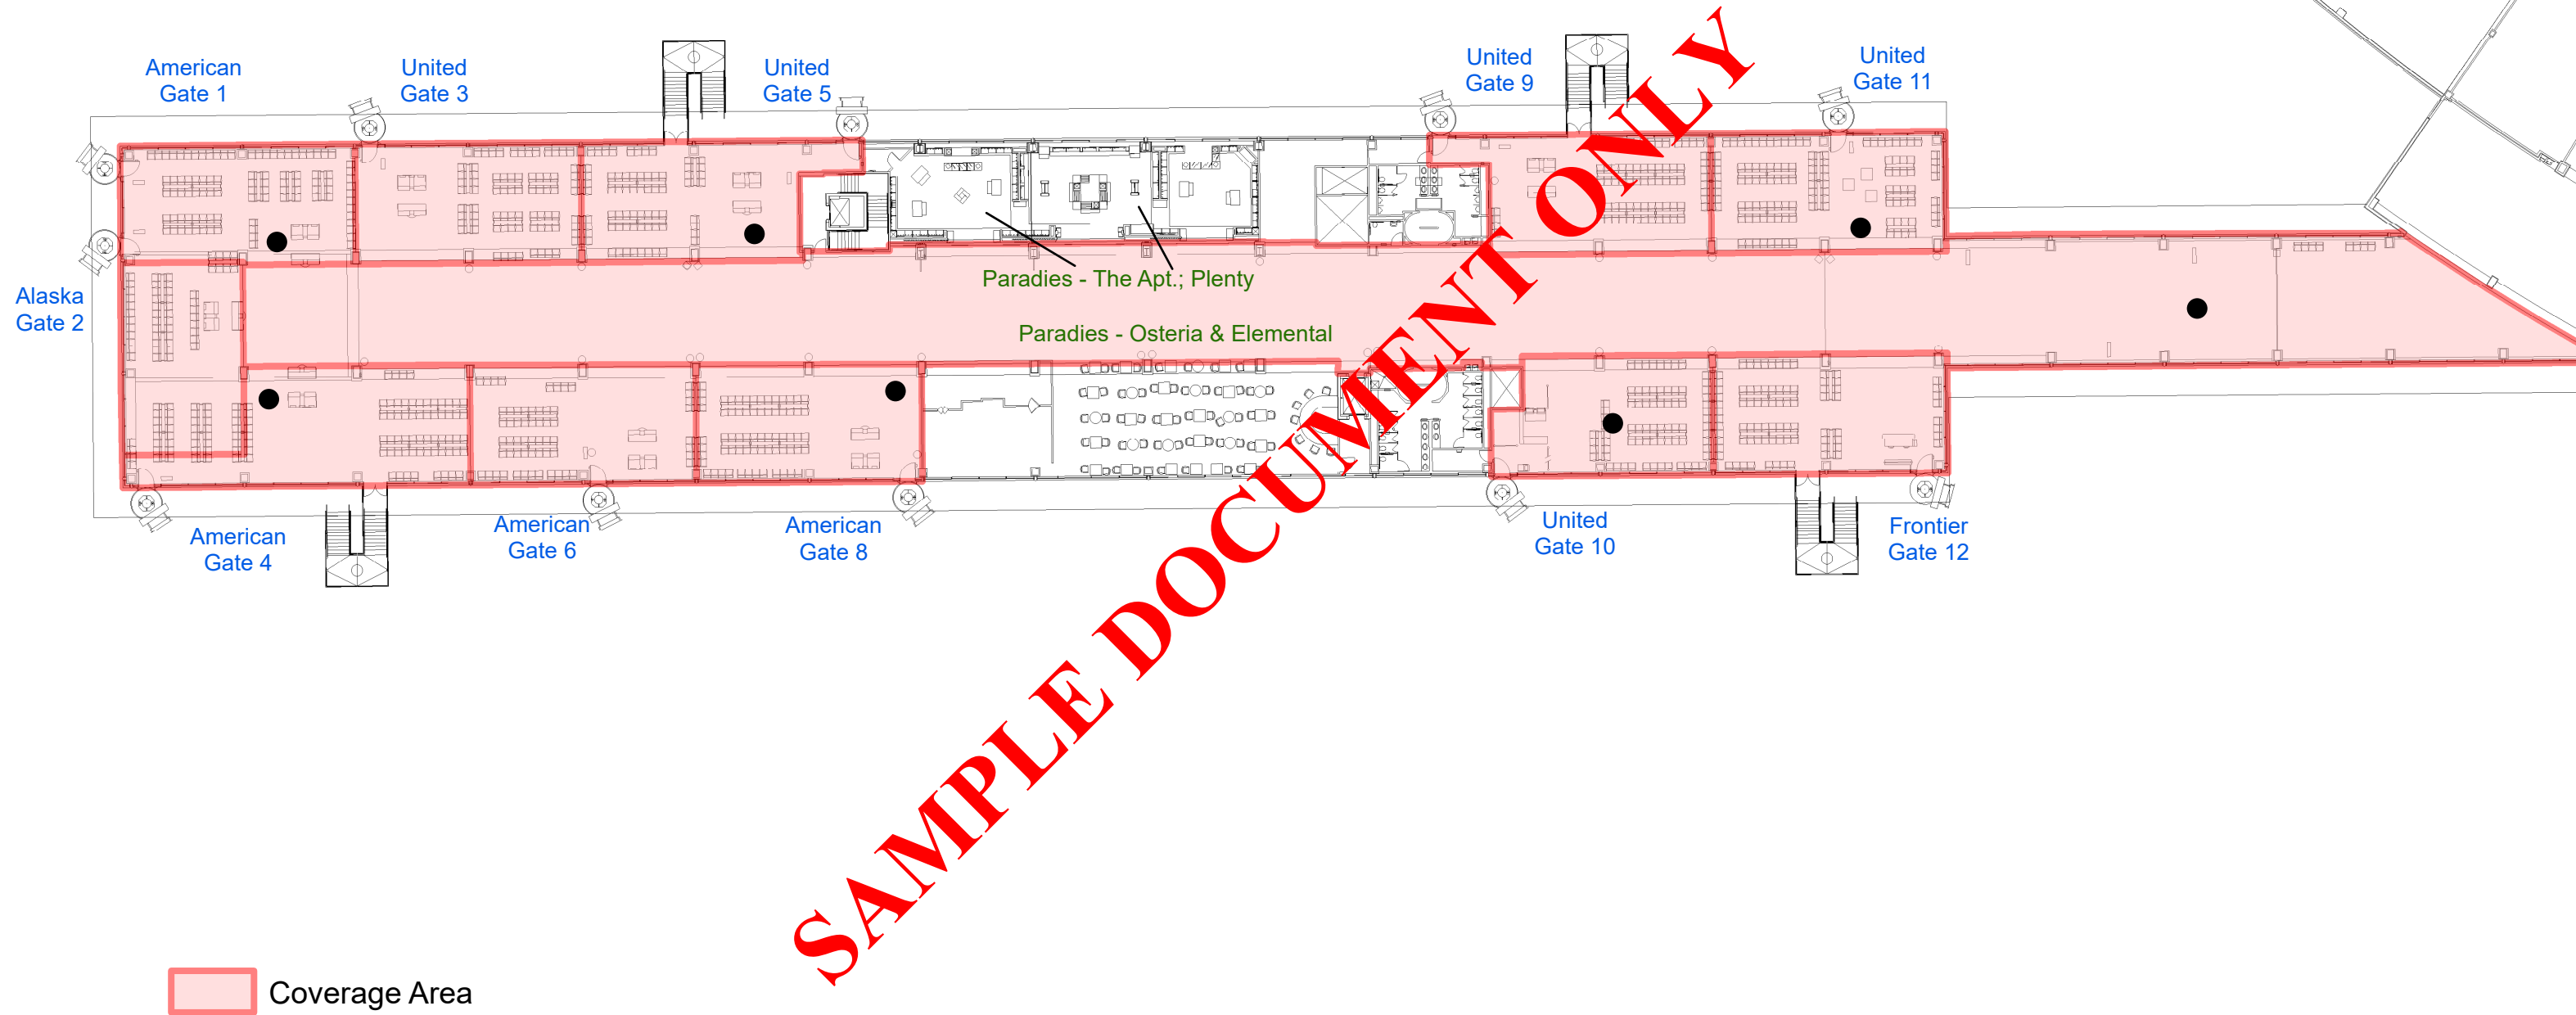 American
Gate 1
United
Gate 3
United
Gate 5
United
Gate 9
United
Gate 11
Alaska
Gate 2
Paradies - The Apt.; Plenty
Paradies - Osteria & Elemental
American
Gate 4
American
Gate 6
American
Gate 8
United
Gate 10
Frontier
Gate 12
SAMPLE DOCUMENT ONLY
Coverage Area